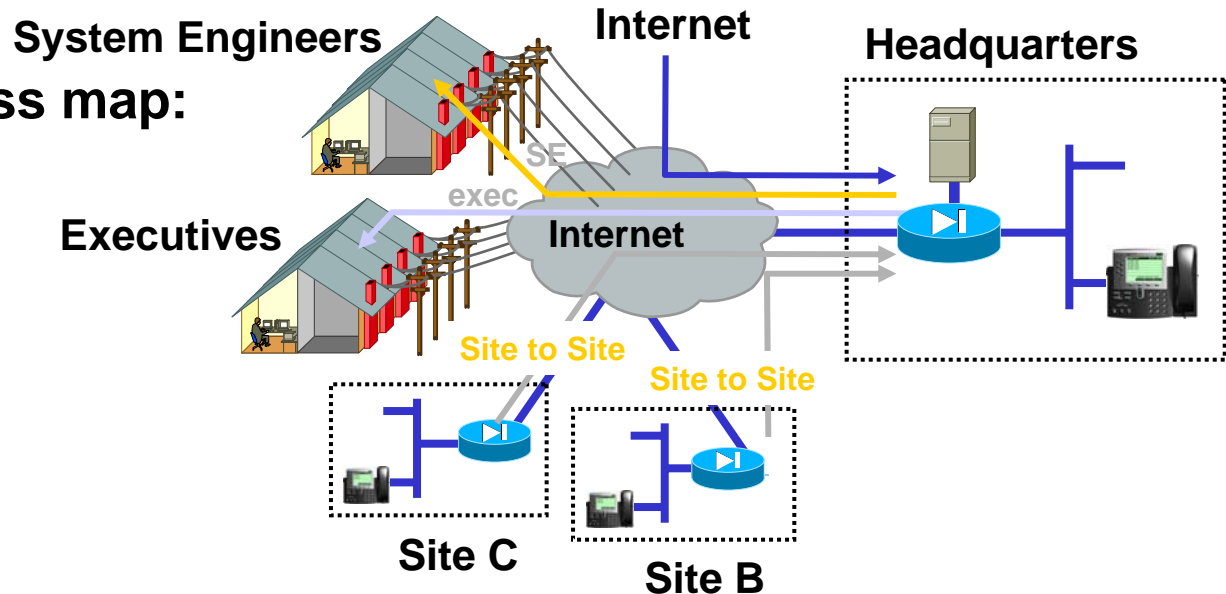 System Engineers
Internet
Headquarters
ss map:
SE
exec
Executives
Internet
Site to Site
Site to Site
Site C
Site B